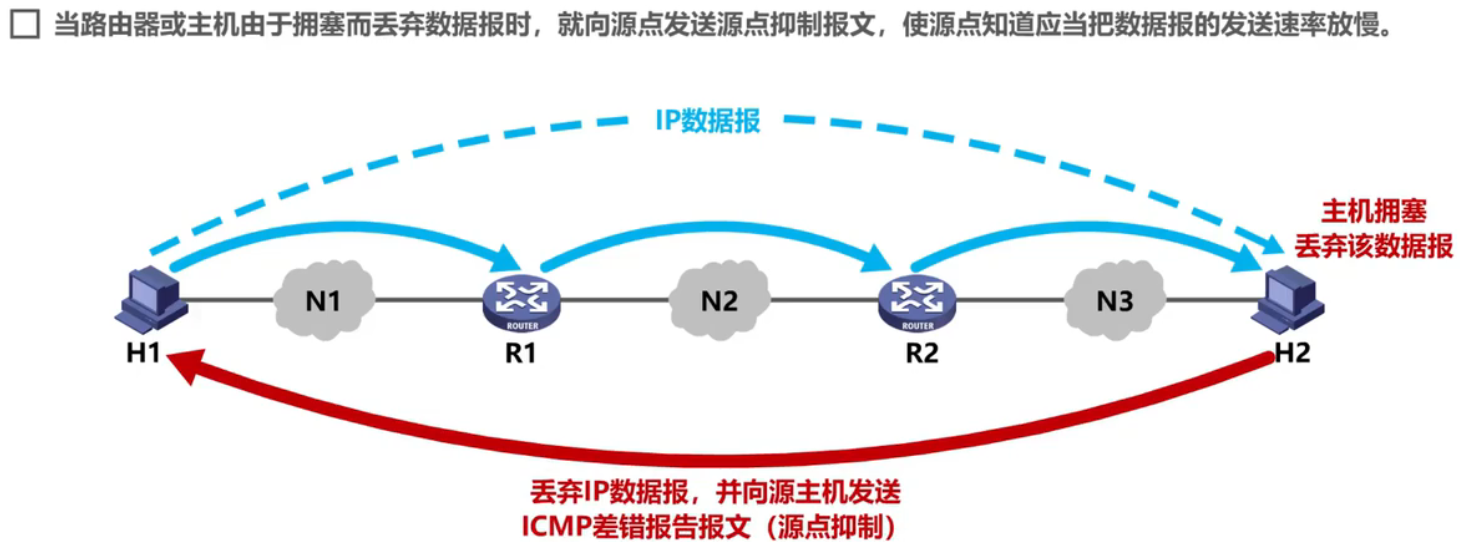 当路由器或主机由于拥塞而丢弃数据报时，就向源点发送源点抑制报文，使源点知道应当把数据报的发送速率放慢。
IP数据报
主机拥塞
丢弃该数据报
N1
N2
N3
ROUTER
ROUTER
H1
R1
R2
H2
丢弃IP数据报，并向源主机发送
ICMP差错报告报文（源点抑制）